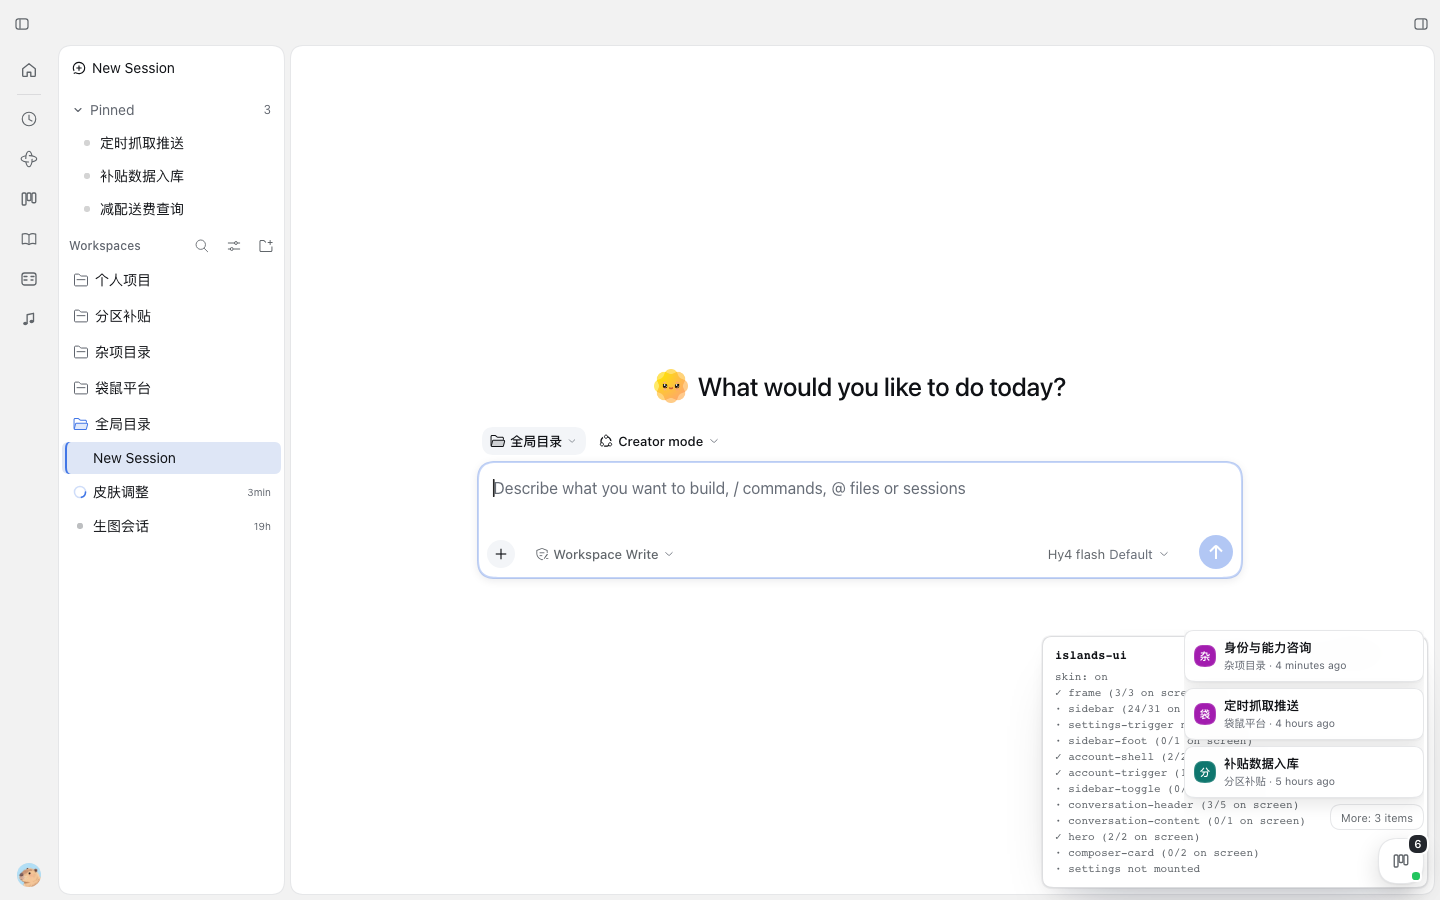 New Session
Pinned 3
定时抓取推送
补贴数据入库
减配送费查询
Workspaces
个人项目
分区补贴
杂项目录
袋鼠平台
全局目录
New Session
皮肤调整 3min
生图会话 19h
What would you like to do today?
全局目录 Creator mode
Describe what you want to build, / commands, @ files or sessions
Workspace Write Hy4 flash Default
islands-ui
skin: on
✓ frame (3/3 on scre
· sidebar (24/31 on
· settings-trigger
· sidebar-foot (0/1 on screen)
✓ account-shell (2/2
✓ account-trigger (1
· sidebar-toggle (0/
· conversation-header (3/5 on screen)
· conversation-content (0/1 on screen)
✓ hero (2/2 on screen)
· composer-card (0/2 on screen)
· settings not mounted
杂 身份与能力咨询
杂项目录 · 4 minutes ago
袋 定时抓取推送
袋鼠平台 · 4 hours ago
分 补贴数据入库
分区补贴 · 5 hours ago
More: 3 items
6